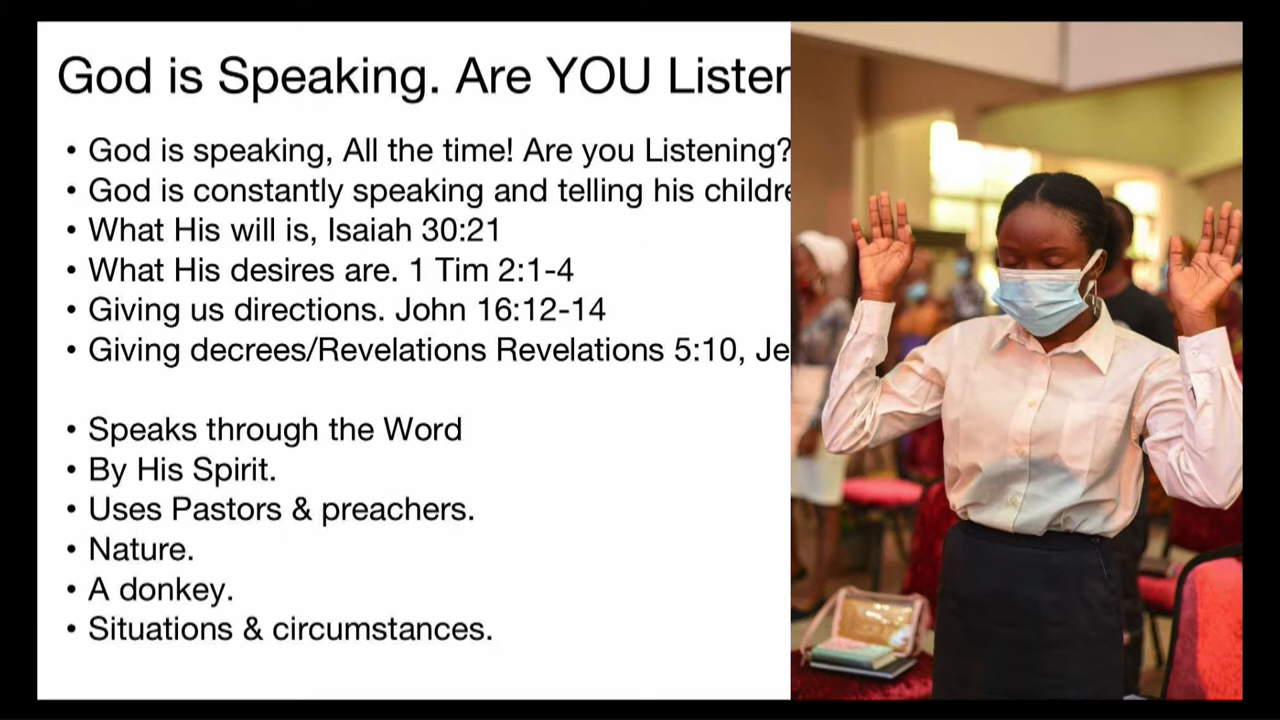 God is Speaking. Are YOU Listen
• God is speaking, All the time! Are you Listening?
• God is constantly speaking and telling his childre
• What His will is, Isaiah 30:21
• What His desires are. 1 Tim 2:1-4
• Giving us directions. John 16:12-14
• Giving decrees/Revelations Revelations 5:10, Je
• Speaks through the Word
• By His Spirit.
• Uses Pastors & preachers.
• Nature.
• A donkey.
• Situations & circumstances.